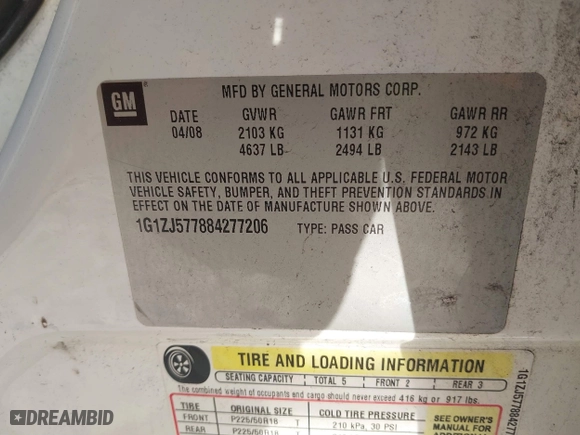 GM
MFD BY GENERAL MOTORS CORP.
DATE GVWR GAWR FRT GAWR RR
04/08 2103 KG 1131 KG 972 KG
4637 LB 2494 LB 2143 LB
THIS VEHICLE CONFORMS TO ALL APPLICABLE U.S. FEDERAL MOTOR
VEHICLE SAFETY, BUMPER, AND THEFT PREVENTION STANDARDS IN
EFFECT ON THE DATE OF MANUFACTURE SHOWN ABOVE.
1G1ZJ577884277206 TYPE: PASS CAR
TIRE AND LOADING INFORMATION
SEATING CAPACITY TOTAL 5 FRONT 2 REAR 3
The combined weight of occupants and cargo should never exceed 416 kg or 917 lbs.
TIRE ORIGINAL SIZE COLD TIRE PRESSURE
FRONT P225/50R18 T 210 kPa, 30 PSI
REAR P225/50R18 T
SEE OWNER'S
MANUAL FOR
1G1ZJ5778842
DREAMBID